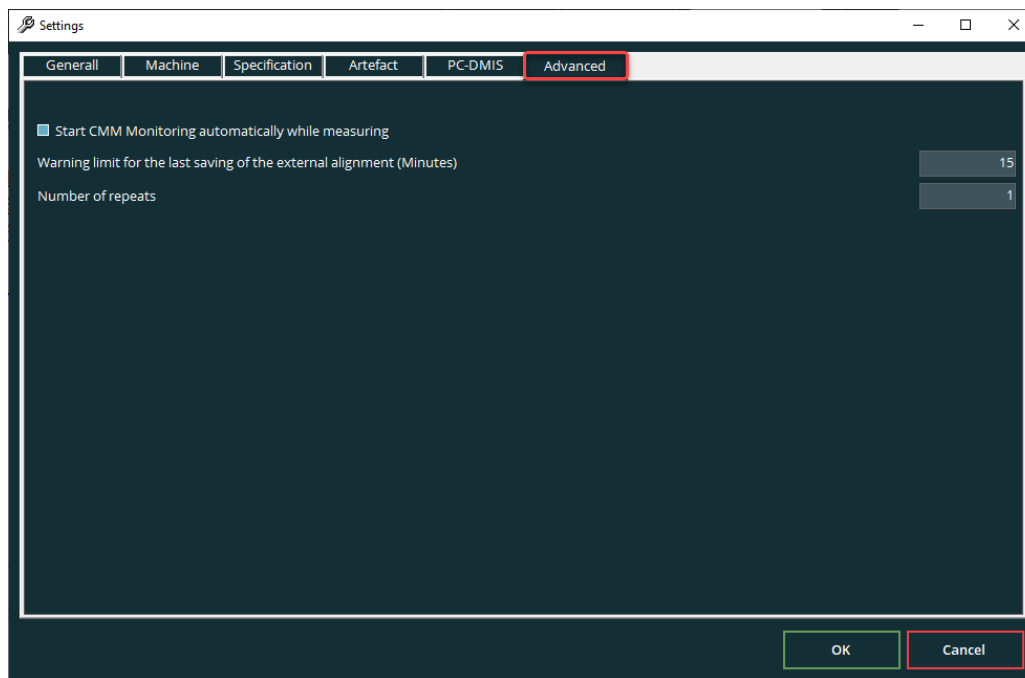 Settings
Generall Machine Specification Artefact PC-DMIS Advanced
Start CMM Monitoring automatically while measuring
Warning limit for the last saving of the external alignment (Minutes) 15
Number of repeats 1
OK Cancel